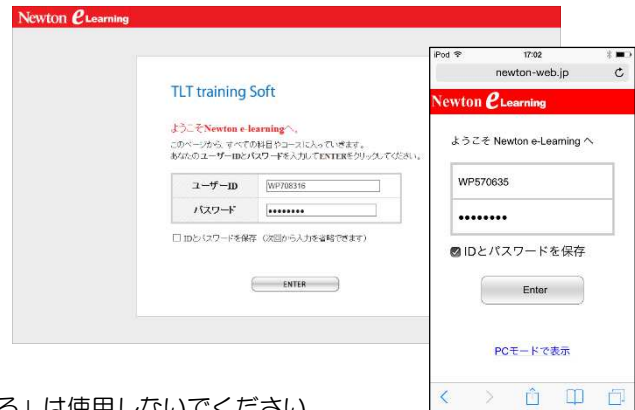 Newton eLearning
TLT training Soft
ようこそNewton e-learningへ。
このページから、すべての科目やコースに入っていきます。
あなたのユーザーIDとパスワードを入力してENTERをクリックしてください。
ユーザーID
WP708316
パスワード
••••••••
IDとパスワードを保存（次回から入力を省略できます）
ENTER
iPod
17:02
newton-web.jp
Newton eLearning
ようこそ Newton e-Learning へ
WP570635
••••••••
IDとパスワードを保存
Enter
PCモードで表示
る」は使用しないでください